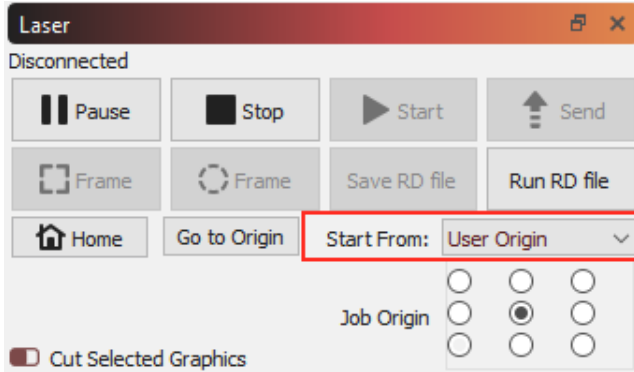 Laser
Disconnected
Pause Stop Start Send
Frame Frame Save RD file Run RD file
Home Go to Origin Start From: User Origin
Job Origin
Cut Selected Graphics